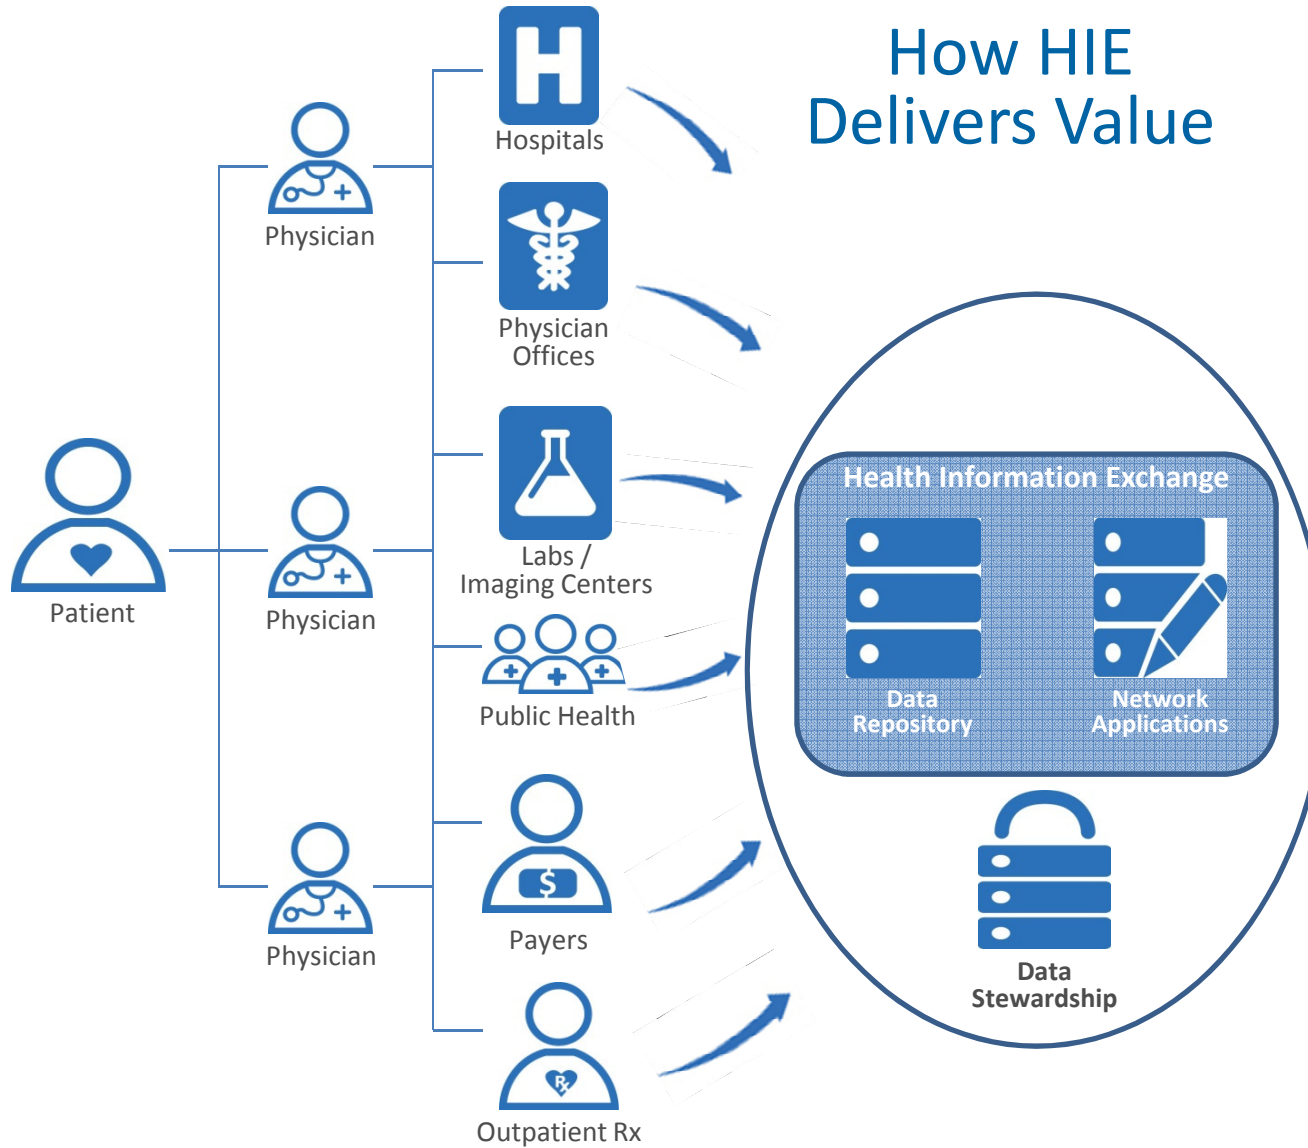 How HIE
Delivers Value
Hospitals
Physician
Physician
Offices
Patient
Physician
Labs /
Imaging Centers
Public Health
Physician
$
Payers
Rx
Outpatient Rx
Health Information Exchange
Data
Repository
Network
Applications
Data
Stewardship
H